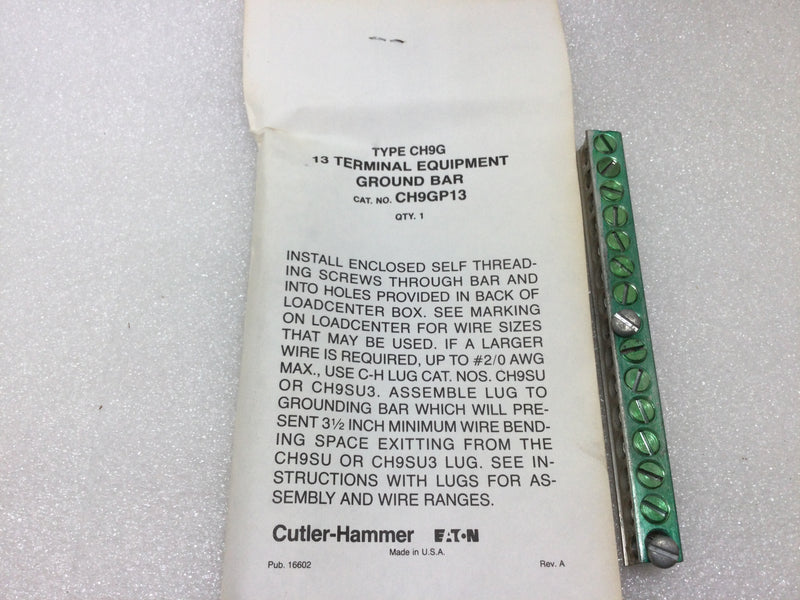 TYPE CH9G
13 TERMINAL EQUIPMENT
GROUND BAR
CAT. NO. CH9GP13
QTY. 1
INSTALL ENCLOSED SELF THREAD-
ING SCREWS THROUGH BAR AND
INTO HOLES PROVIDED IN BACK OF
LOADCENTER BOX. SEE MARKING
ON LOADCENTER FOR WIRE SIZES
THAT MAY BE USED. IF A LARGER
WIRE IS REQUIRED, UP TO #2/0 AWG
MAX., USE C-H LUG CAT. NOS. CH9SU
OR CH9SU3. ASSEMBLE LUG TO
GROUNDING BAR WHICH WILL PRE-
SENT 3½ INCH MINIMUM WIRE BEND-
ING SPACE EXITTING FROM THE
CH9SU OR CH9SU3 LUG. SEE IN-
STRUCTIONS WITH LUGS FOR AS-
SEMBLY AND WIRE RANGES.
Cutler-Hammer EATON
Made in U.S.A.
Pub. 16602 Rev. A